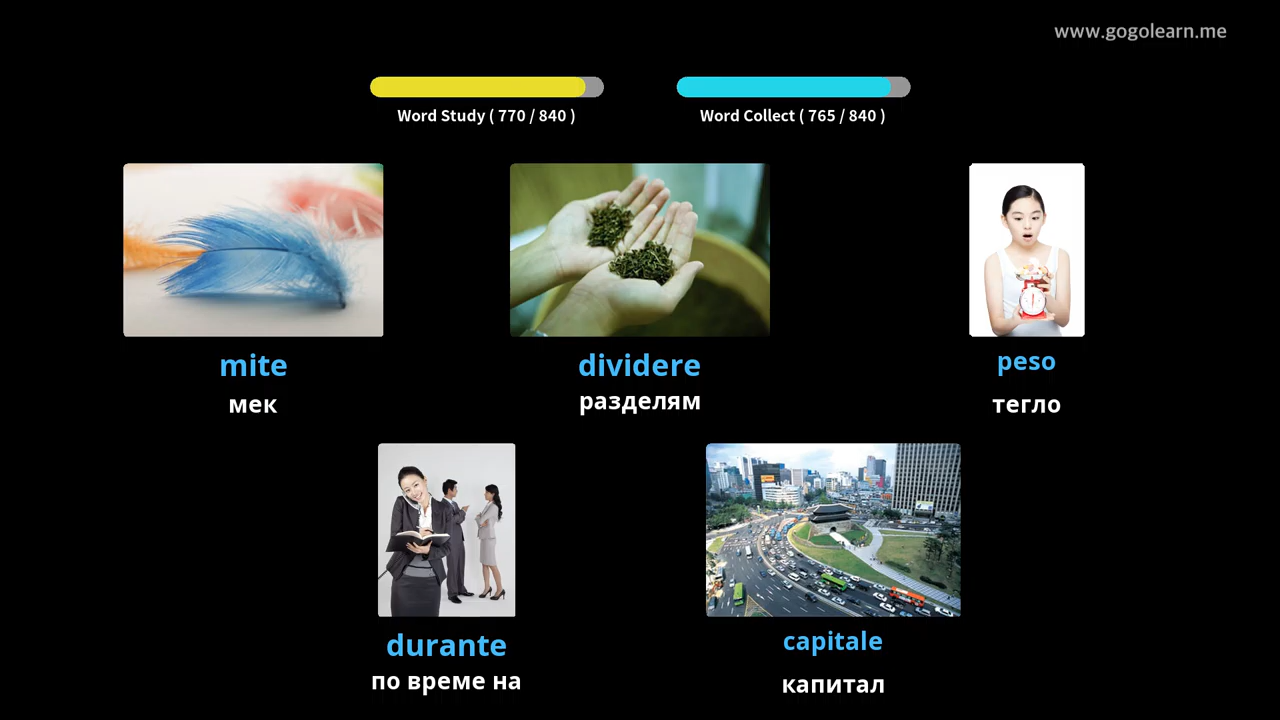 www.gogolearn.me
Word Study ( 770 / 840 )
Word Collect ( 765 / 840 )
mite
мек
dividere
разделям
peso
тегло
durante
по време на
capitale
капитал